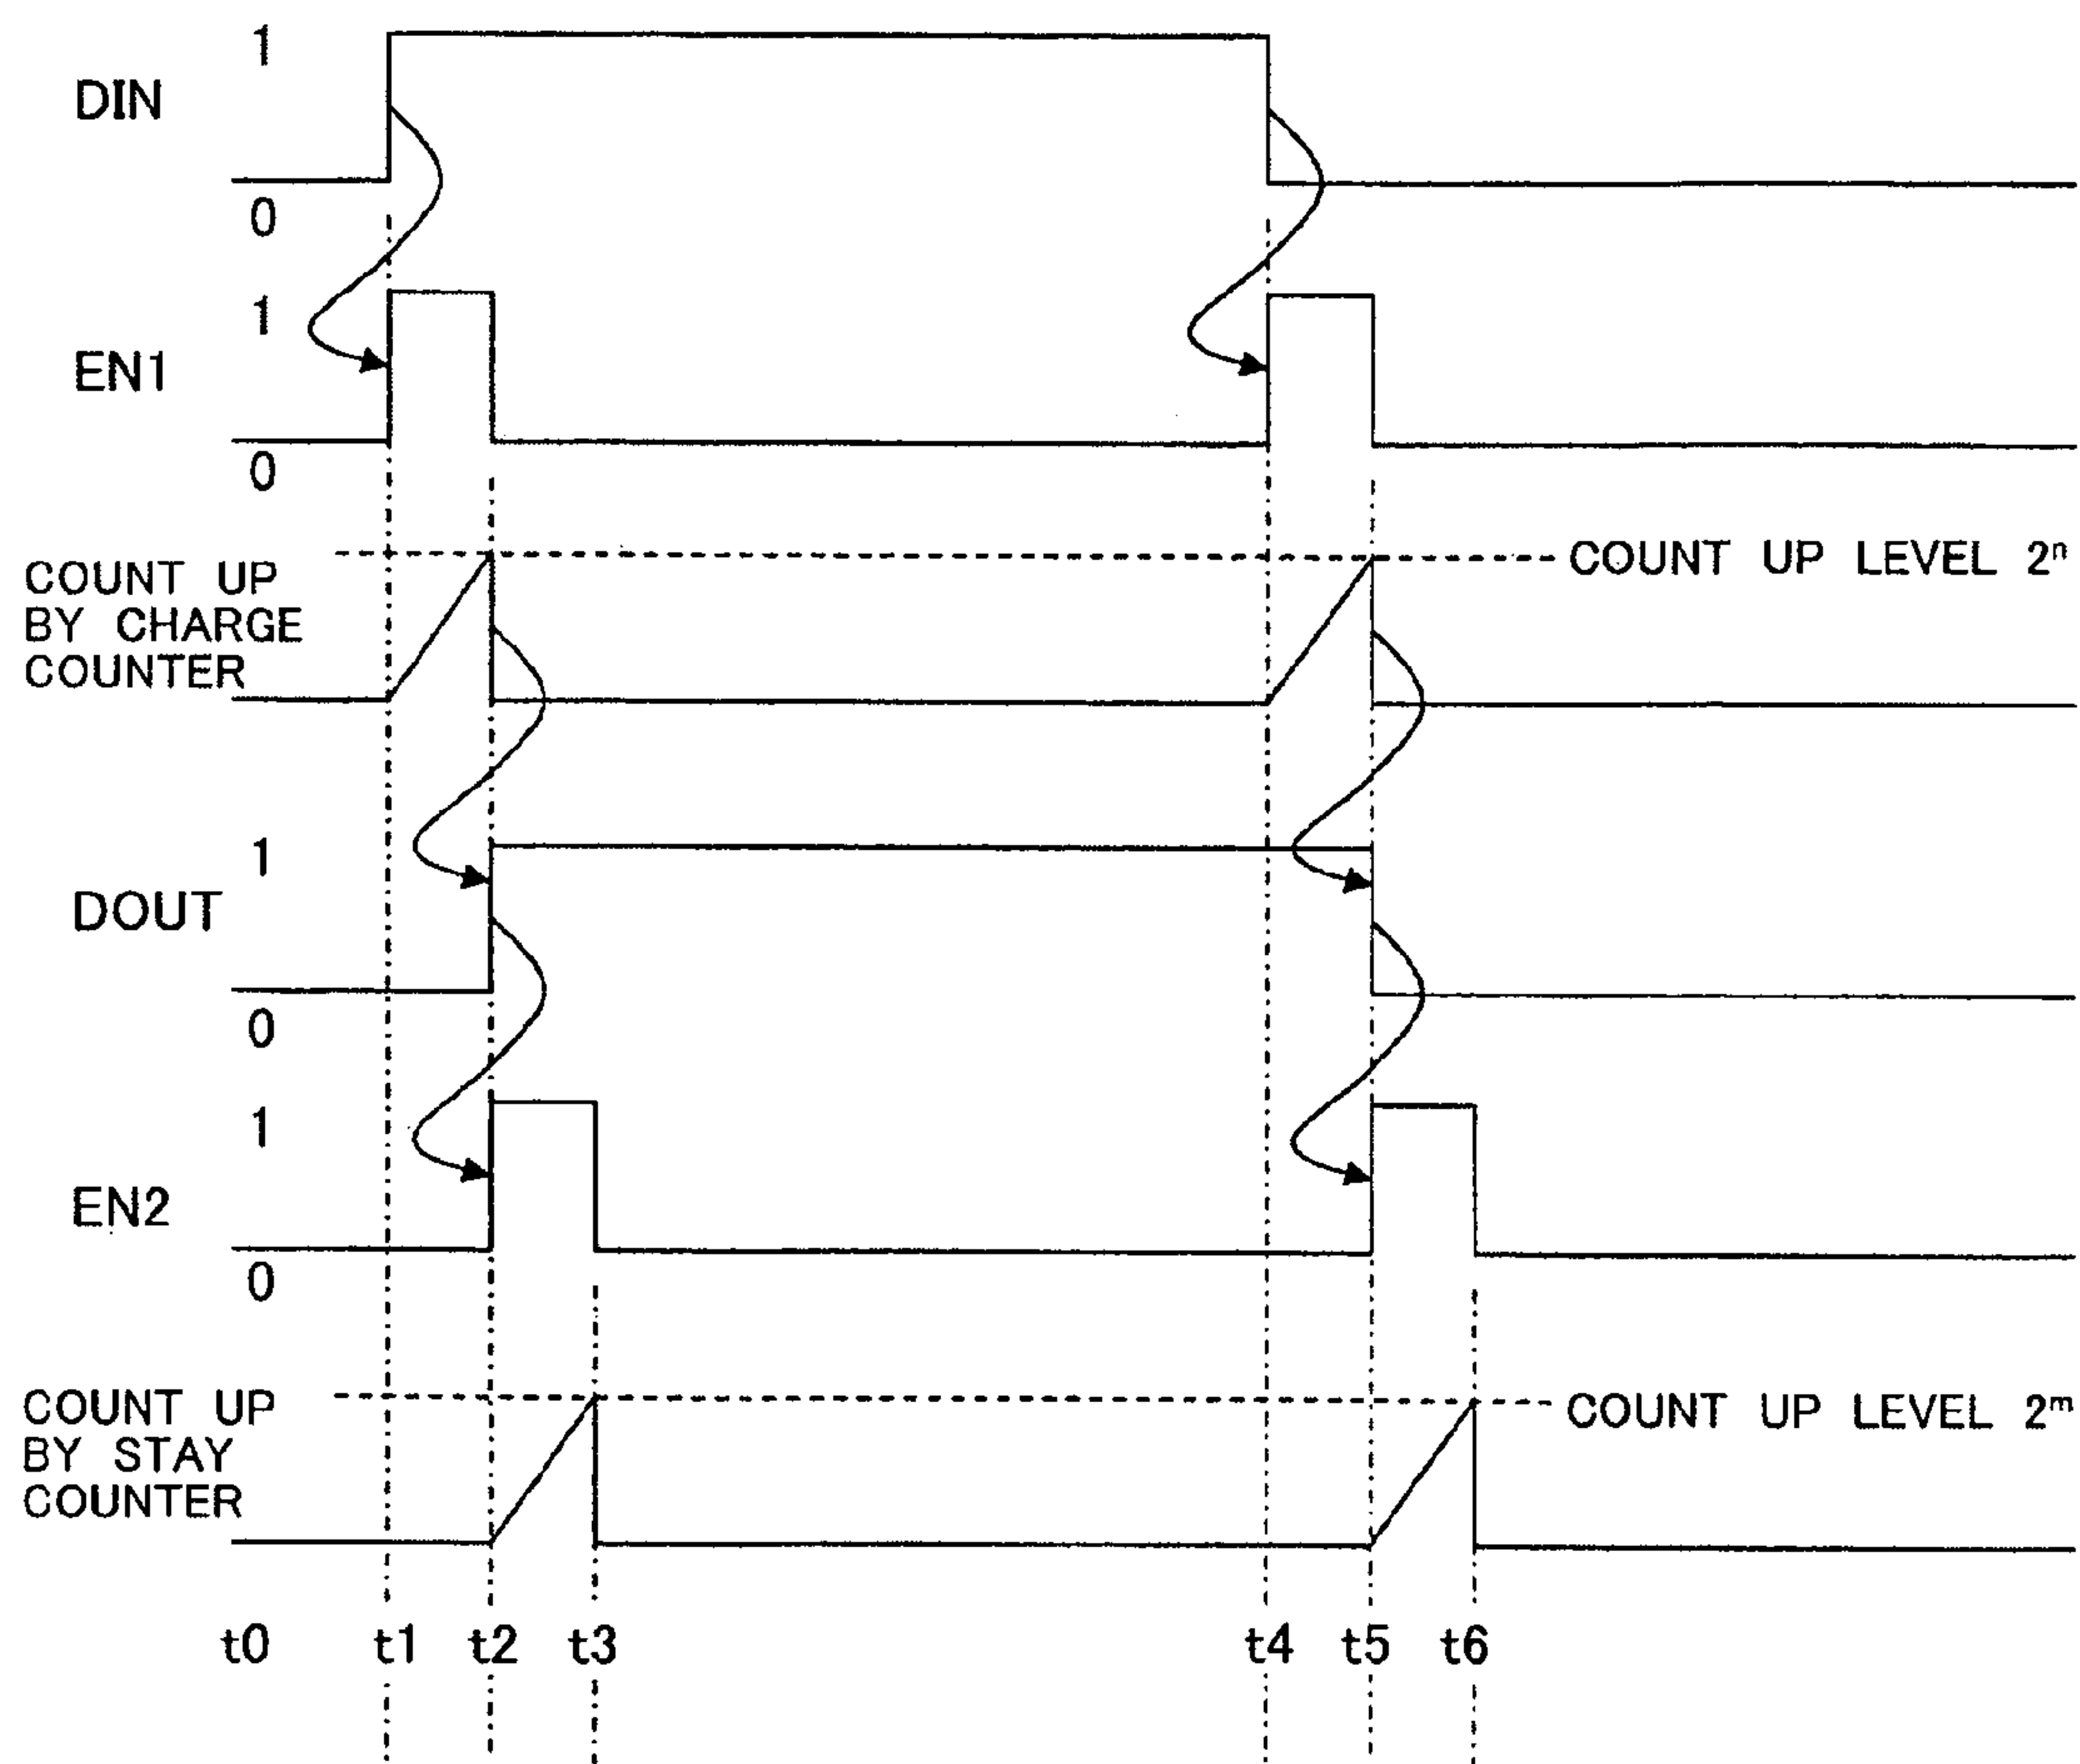 1
DIN
0
1
EN1
0
COUNT UP
BY CHARGE
COUNTER
COUNT UP LEVEL 2ⁿ
1
DOUT
0
1
EN2
0
COUNT UP
BY STAY
COUNTER
COUNT UP LEVEL 2ᵐ
t0 t1 t2 t3 t4 t5 t6